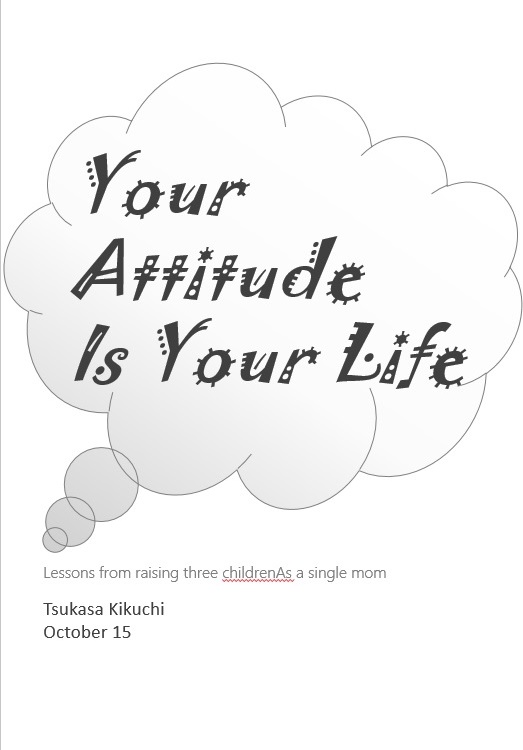 Your
Attitude
Is Your Life
Lessons from raising three childrenAs a single mom
Tsukasa Kikuchi
October 15